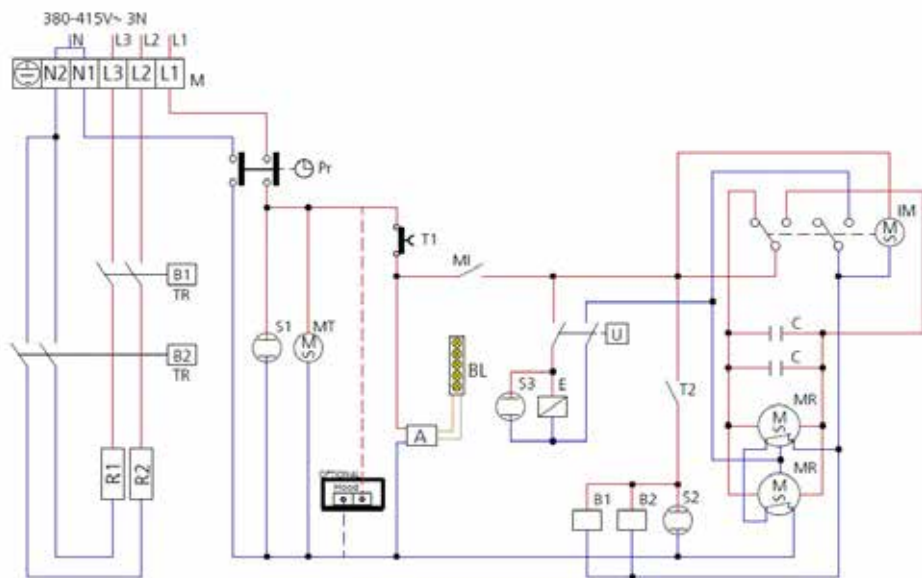 380-415V~ 3N
N L3 L2 L1
N2 N1 L3 L2 L1 M
Pr
T1
MI
IM
M
S~
B1
TR
S1 MT
M
S~
U
C
BL
B2
TR
C
S3 E
T2
MR
M
S~
A
MR
M
S~
R1 R2
OPTIONAL
Hood
B1 B2 S2